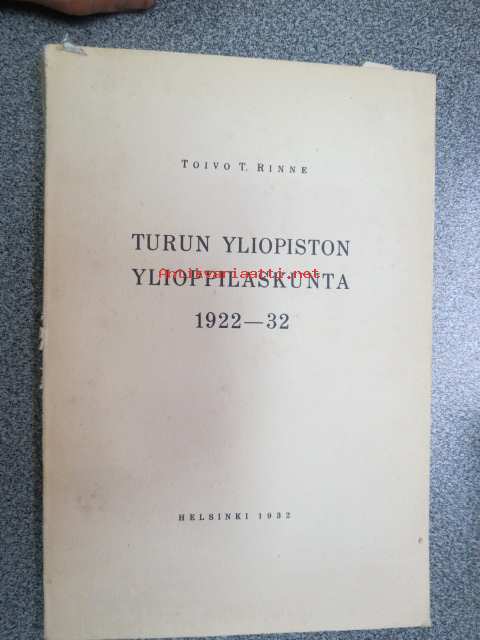 TOIVO T. RINNE
TURUN YLIOPISTON
Antikvariaatti.net
YLIOPPILASKUNTA
1922—32
HELSINKI 1932